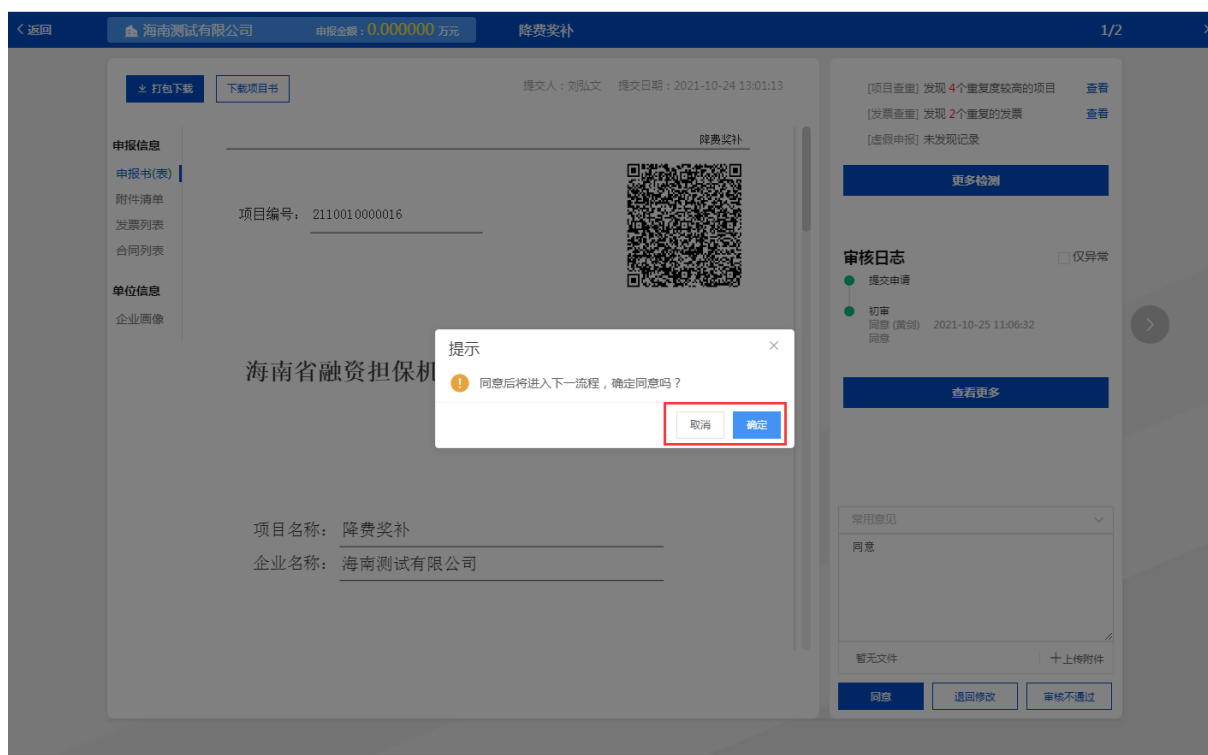 返回
海南测试有限公司 申报金额：0.000000 万元 降费奖补 1/2
打包下载 下载项目书 提交人：刘弘文 提交日期：2021-10-24 13:01:13
申报信息
申报书(表)
附件清单
发票列表
合同列表
单位信息
企业画像
降费奖补
项目编号： 2110010000016
海南省融资担保机
项目名称： 降费奖补
企业名称： 海南测试有限公司
提示
同意后将进入下一流程，确定同意吗？
取消 确定
[项目查重] 发现 4个重复度较高的项目 查看
[发票查重] 发现 2个重复的发票 查看
[虚假申报] 未发现记录
更多检测
审核日志 仅异常
提交申请
初审
同意 (黄剑) 2021-10-25 11:06:32
同意
查看更多
常用意见
同意
暂无文件 上传附件
同意 退回修改 审核不通过